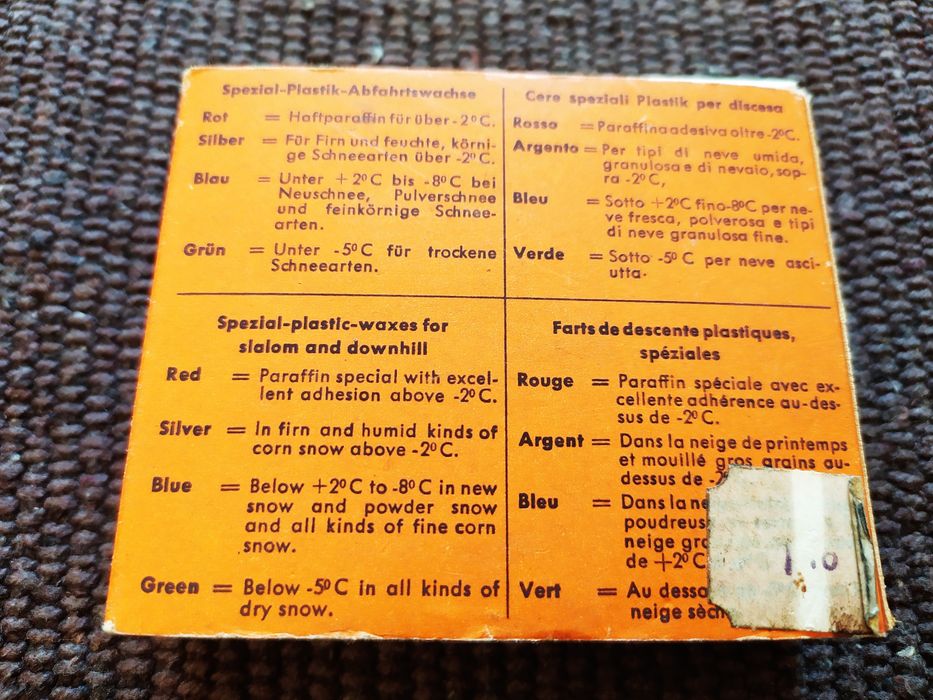 Spezial-Plastik-Abfahrtswachse
Rot = Haftparaffin für über -2°C.
Silber = Für Firn und feuchte, körni-
ge Schneearten über -2°C.
Blau = Unter +2°C bis -8°C bei
Neuschnee, Pulverschnee
und feinkörnige Schnee-
arten.
Grün = Unter -5°C für trockene
Schneearten.
Cere speziali Plastik per discesa
Rosso = Paraffina adesiva oltre -2°C.
Argento = Per tipi di neve umida,
granulosa e di nevaio, sop-
ra -2°C,
Bleu = Sotto +2°C fino -8°C per ne-
ve fresca, polverosa e tipi
di neve granulosa fine.
Verde = Sotto -5°C per neve asci-
utta.
Spezial-plastic-waxes for
slalom and downhill
Red = Paraffin special with excel-
lent adhesion above -2°C.
Silver = In firn and humid kinds of
corn snow above -2°C.
Blue = Below +2°C to -8°C in new
snow and powder snow
and all kinds of fine corn
snow.
Green = Below -5°C in all kinds of
dry snow.
Farts de descente plastiques,
spéziales
Rouge = Paraffin spéciale avec ex-
cellente adhérence au-des-
sus de -2°C.
Argent = Dans la neige de printemps
et mouillé gros grains au-
dessus de
Bleu = Dans la
neige
de +2°C
Vert = Au
neige